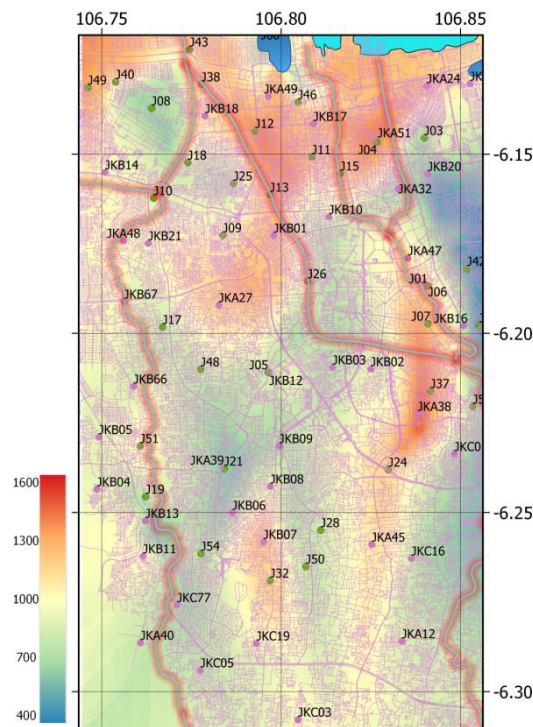 106.75 106.80 106.85
J43
J49 J40 J38 JKA49 J46 JKA24
J08 JKB18 J12 JKB17 JKA51 J03
J04
J18 J11 -6.15
JKB14 J25 J15 JKB20
J10 J13 JKA32
JKB10
JKA48 JKB21 J09 JKB01
JKA47
J42
J26 J01
JKB67 JKA27 J06
J17 J07 JKB16 -6.20
J48 J05 JKB03 JKB02
JKB66 JKB12
J37
JKA38
JKB05 J51 JKB09
JKA39 J21 J24
JKB04 J19 JKB08
JKB13 JKB06 -6.25
J28
JKB11 J54 JKB07 JKA45
J50 JKC16
J32
JKC77
JKA40 JKC19 JKA12
JKC05
-6.30
JKC03
1600
1300
1000
700
400